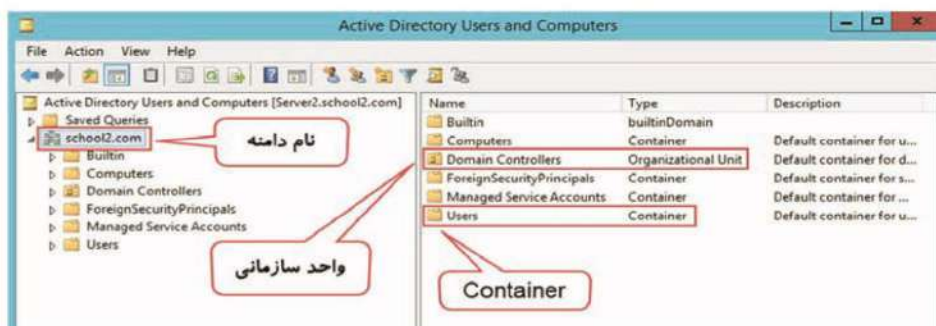 Active Directory Users and Computers
File Action View Help
Active Directory Users and Computers [Server2.school2.com]
Saved Queries
school2.com
Builtin
Computers
Domain Controllers
ForeignSecurityPrincipals
Managed Service Accounts
Users
نام دامنه
واحد سازمانی
Name Type Description
Builtin builtinDomain
Computers Container Default container for u...
Domain Controllers Organizational Unit Default container for d...
ForeignSecurityPrincipals Container Default container for s...
Managed Service Accounts Container Default container for ...
Users Container Default container for u...
Container